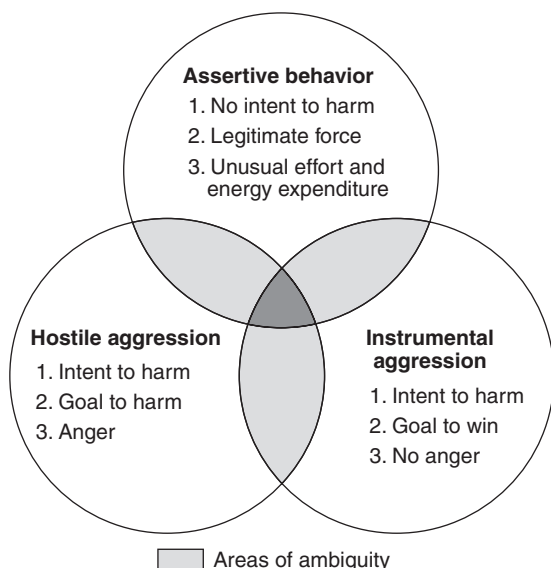 Assertive behavior
1. No intent to harm
2. Legitimate force
3. Unusual effort and
energy expenditure
Hostile aggression
1. Intent to harm
2. Goal to harm
3. Anger
Instrumental
aggression
1. Intent to harm
2. Goal to win
3. No anger
Areas of ambiguity